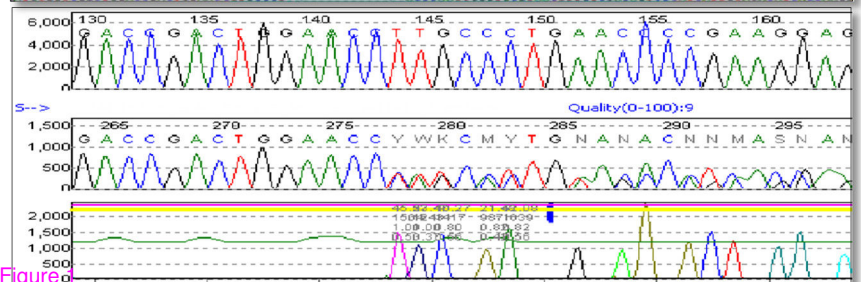 130 135 140 145 150 155 160
6,000
G A C C G A C T G G A A C C T T G C C C T G A A C C C C G A A G G A G
4,000
2,000
S-->
Quality(0-100):9
1,500
265 270 275 280 285 290 295
G A C C G A C T G G A A C C Y W K C M Y T G N A N A C N N M A S N A N
1,000
500
0
2,000
1,500
1,000
500
0
Figure 1